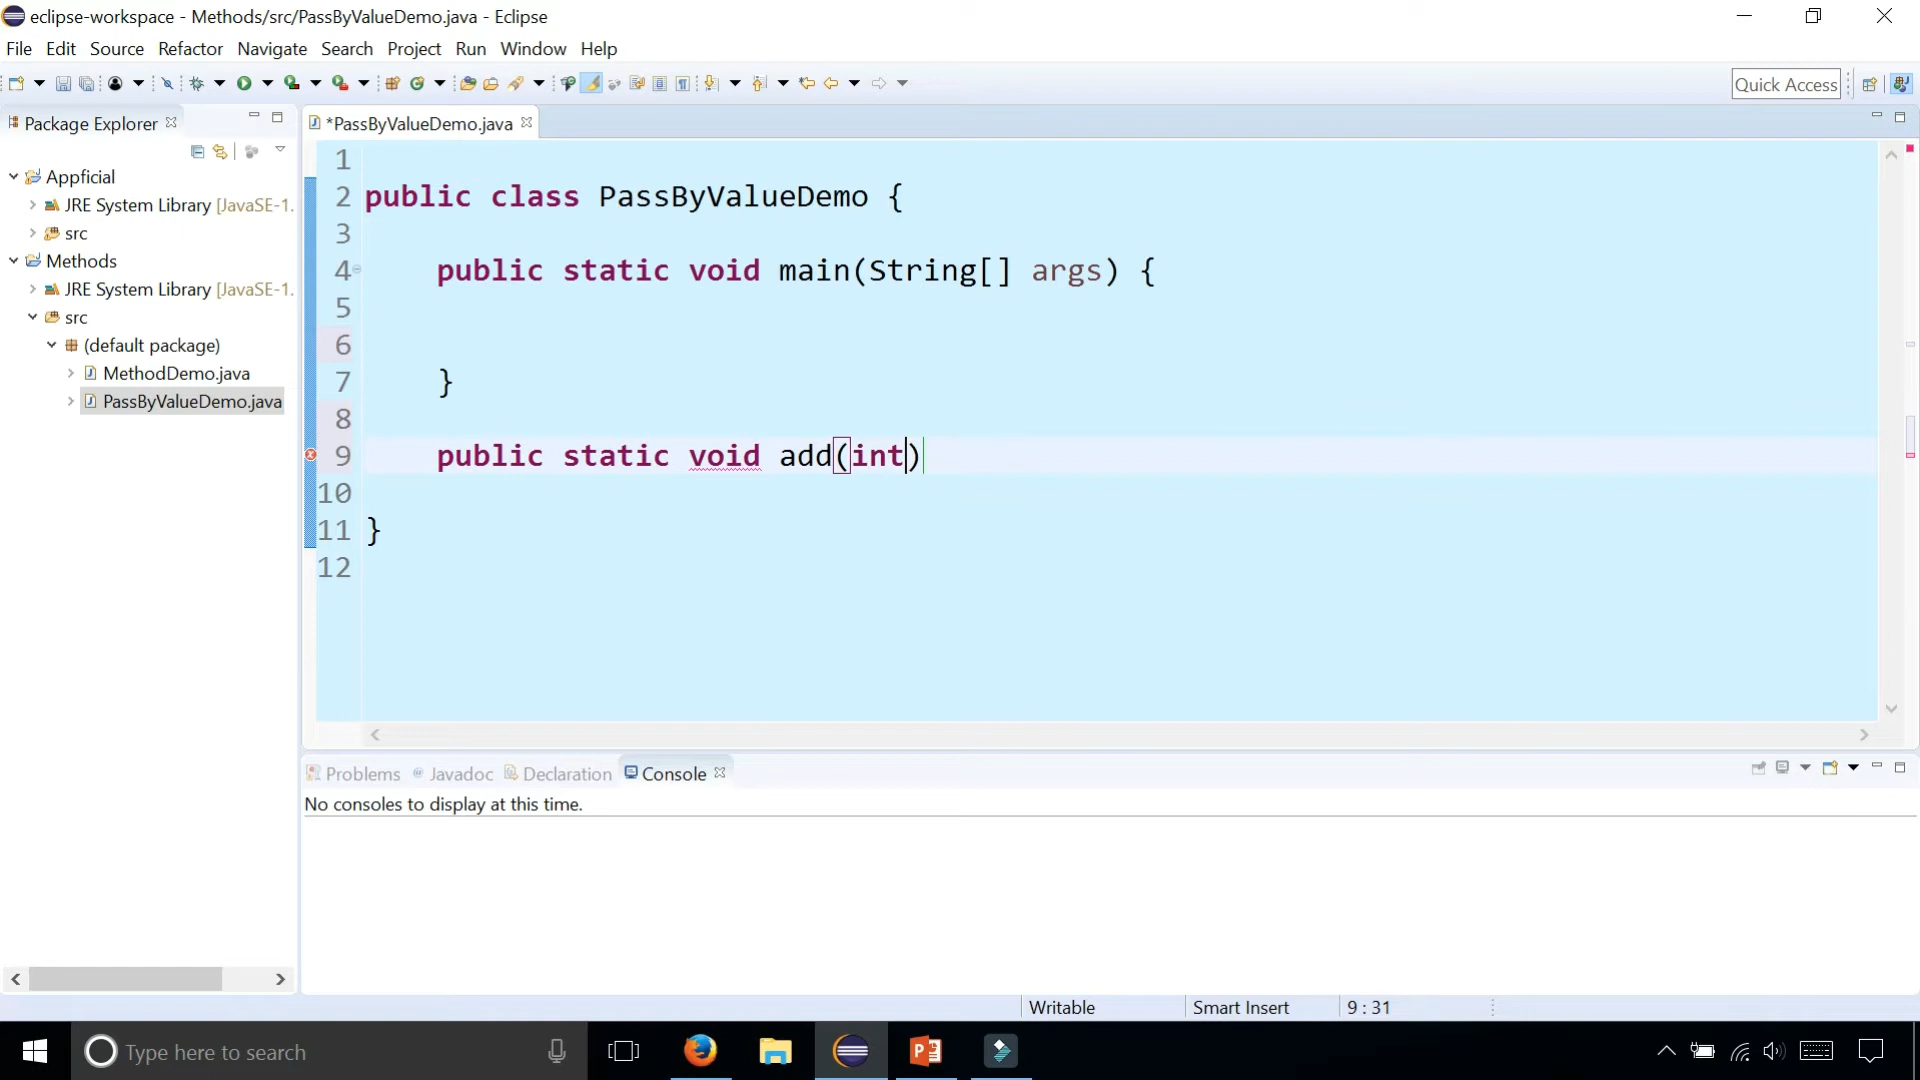 eclipse-workspace - Methods/src/PassByValueDemo.java - Eclipse
File Edit Source Refactor Navigate Search Project Run Window Help
Quick Access
Package Explorer
*PassByValueDemo.java
Appficial
JRE System Library [JavaSE-1.
src
Methods
JRE System Library [JavaSE-1.
src
(default package)
MethodDemo.java
PassByValueDemo.java
1
2 public class PassByValueDemo {
3
4 public static void main(String[] args) {
5
6
7 }
8
9 public static void add(int)
10
11 }
12
Problems @ Javadoc Declaration Console
No consoles to display at this time.
Writable Smart Insert 9 : 31
Type here to search